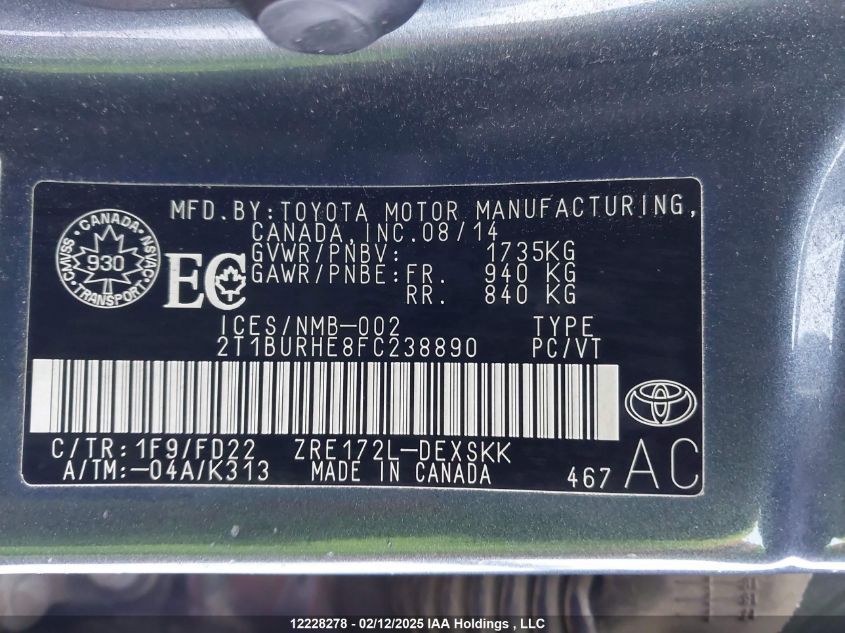 MFD.BY:TOYOTA MOTOR MANUFACTURING,
CANADA,INC.08/14
GVWR/PNBV: 1735KG
GAWR/PNBE:FR. 940 KG
RR. 840 KG
CANADA
CMVSS 930 NSVAC
TRANSPORT
EC
ICES/NMB-002 TYPE
2T1BURHE8FC238890 PC/VT
C/TR:1F9/FD22 ZRE172L-DEXSKK
A/TM:-04A/K313 MADE IN CANADA 467 AC
12228278 - 02/12/2025 IAA Holdings , LLC